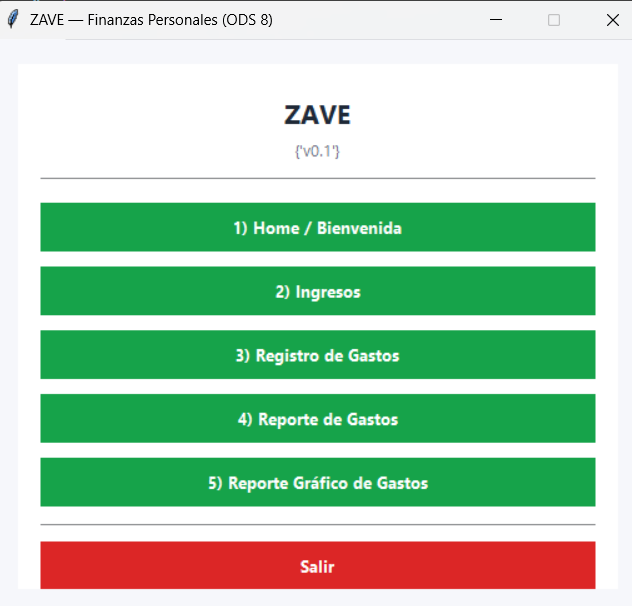 ZAVE — Finanzas Personales (ODS 8)
ZAVE
{'v0.1'}
1) Home / Bienvenida
2) Ingresos
3) Registro de Gastos
4) Reporte de Gastos
5) Reporte Gráfico de Gastos
Salir